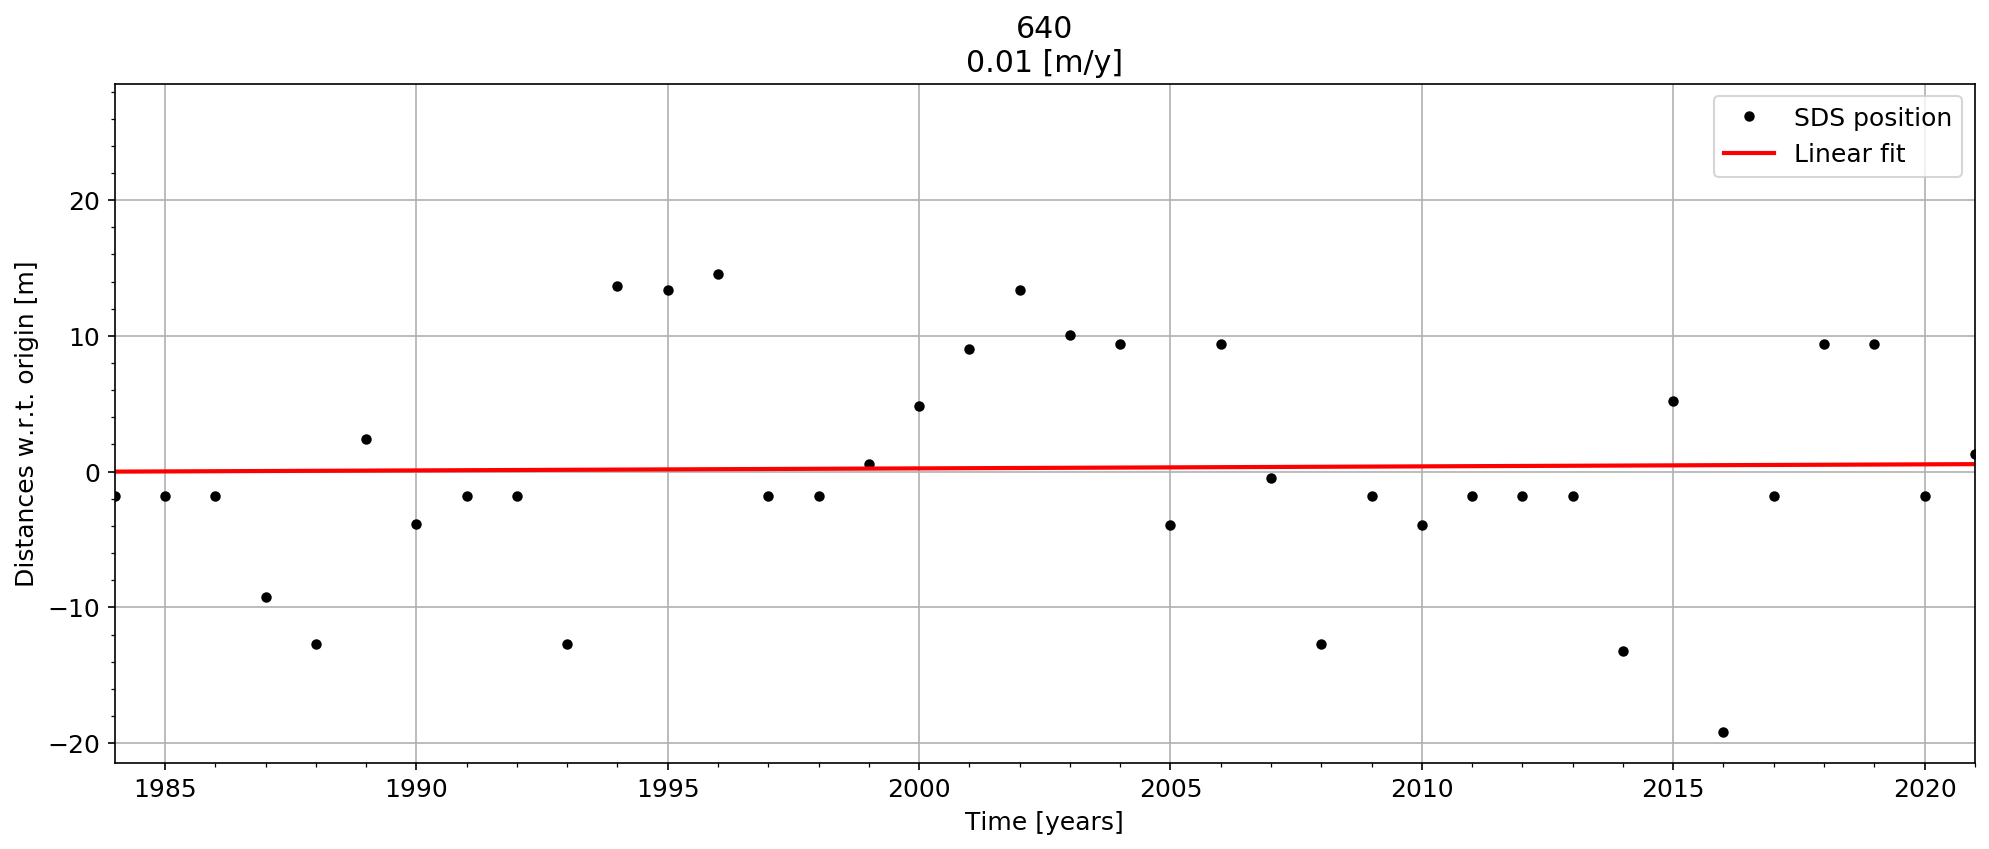 640
0.01 [m/y]
SDS position
Linear fit
Distances w.r.t. origin [m]
20
10
0
−10
−20
1985 1990 1995 2000 2005 2010 2015 2020
Time [years]